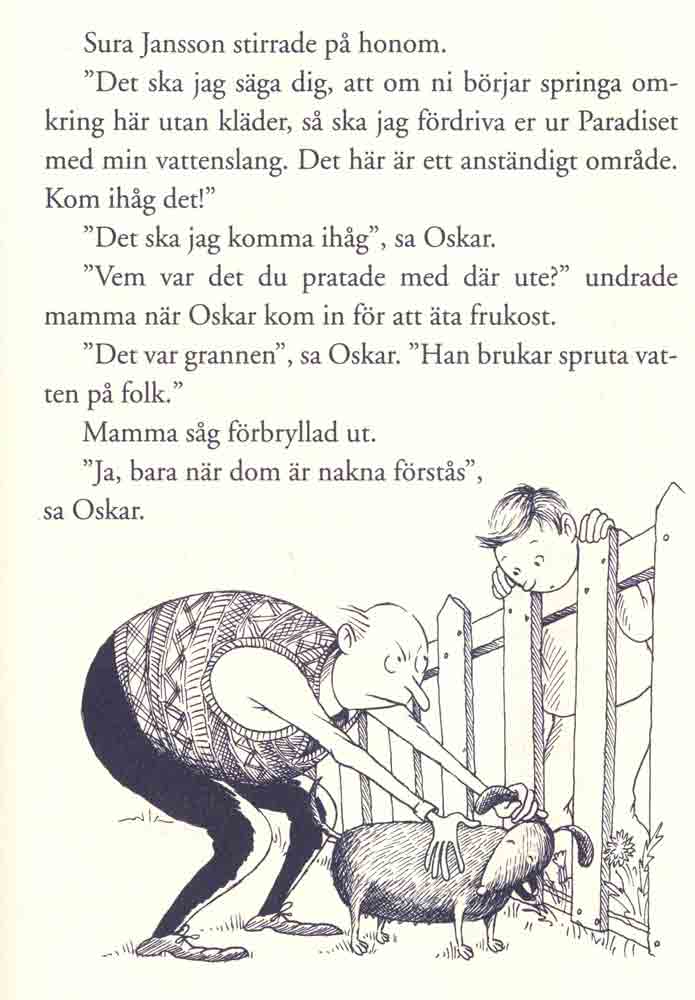 Sura Jansson stirrade på honom.
”Det ska jag säga dig, att om ni börjar springa om-
kring här utan kläder, så ska jag fördriva er ur Paradiset
med min vattenslang. Det här är ett anständigt område.
Kom ihåg det!”
”Det ska jag komma ihåg”, sa Oskar.
”Vem var det du pratade med där ute?” undrade
mamma när Oskar kom in för att äta frukost.
”Det var grannen”, sa Oskar. ”Han brukar spruta vat-
ten på folk.”
Mamma såg förbryllad ut.
”Ja, bara när dom är nakna förstås”,
sa Oskar.